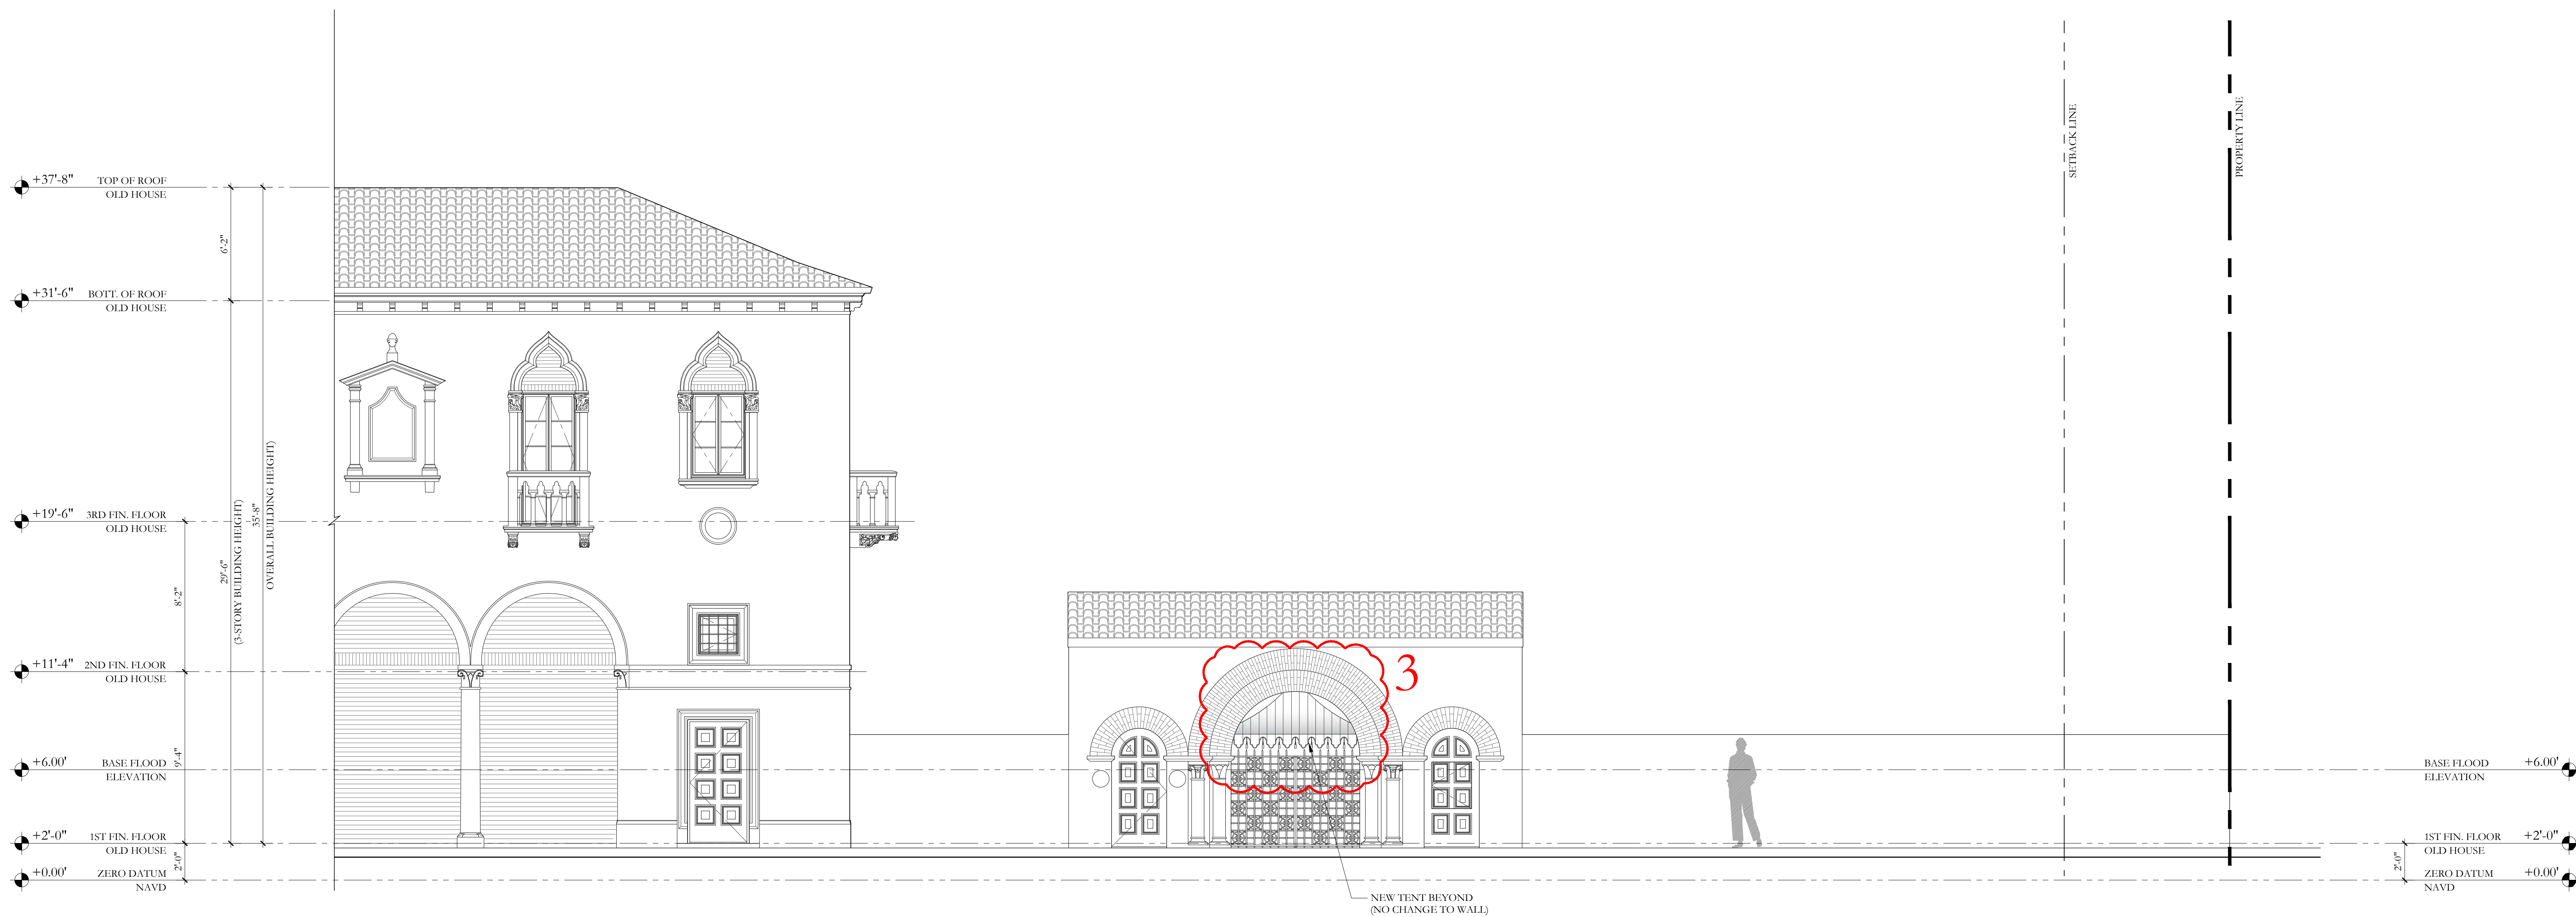 +37'-8" TOP OF ROOF
OLD HOUSE
6'-2"
+31'-6" BOTT. OF ROOF
OLD HOUSE
29'-6"
(3-STORY BUILDING HEIGHT)
35'-8"
OVERALL BUILDING HEIGHT)
+19'-6" 3RD FIN. FLOOR
OLD HOUSE
8'-2"
+11'-4" 2ND FIN. FLOOR
OLD HOUSE
9'-4"
+6.00' BASE FLOOD
ELEVATION
+2'-0" 1ST FIN. FLOOR
OLD HOUSE
2'-0"
+0.00' ZERO DATUM
NAVD
3
NEW TENT BEYOND
(NO CHANGE TO WALL)
SETBACK LINE
PROPERTY LINE
BASE FLOOD +6.00'
ELEVATION
1ST FIN. FLOOR +2'-0"
OLD HOUSE
2'-0"
ZERO DATUM +0.00'
NAVD